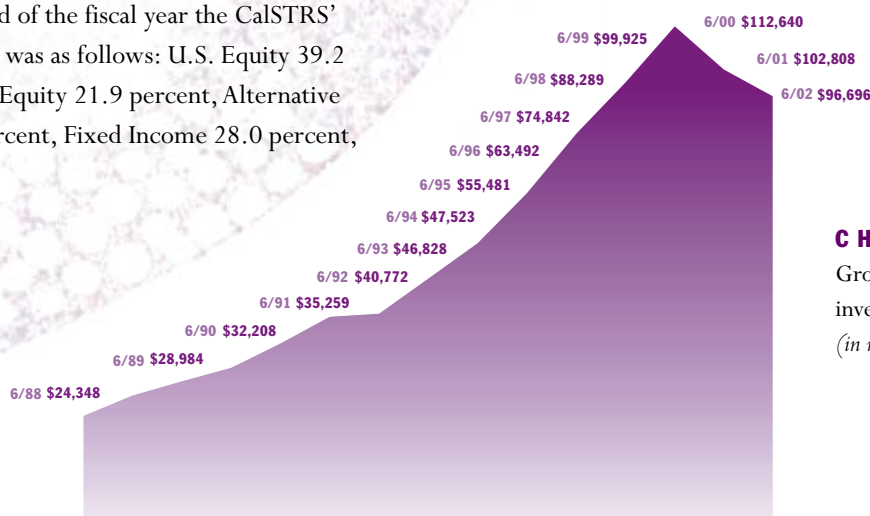 d of the fiscal year the CalSTRS’
was as follows: U.S. Equity 39.2
Equity 21.9 percent, Alternative
rcent, Fixed Income 28.0 percent,
6/00 $112,640
6/99 $99,925
6/01 $102,808
6/98 $88,289
6/02 $96,696
6/97 $74,842
6/96 $63,492
6/95 $55,481
6/94 $47,523
6/93 $46,828
6/92 $40,772
6/91 $35,259
6/90 $32,208
6/89 $28,984
6/88 $24,348
C H
Gro
inve
(in